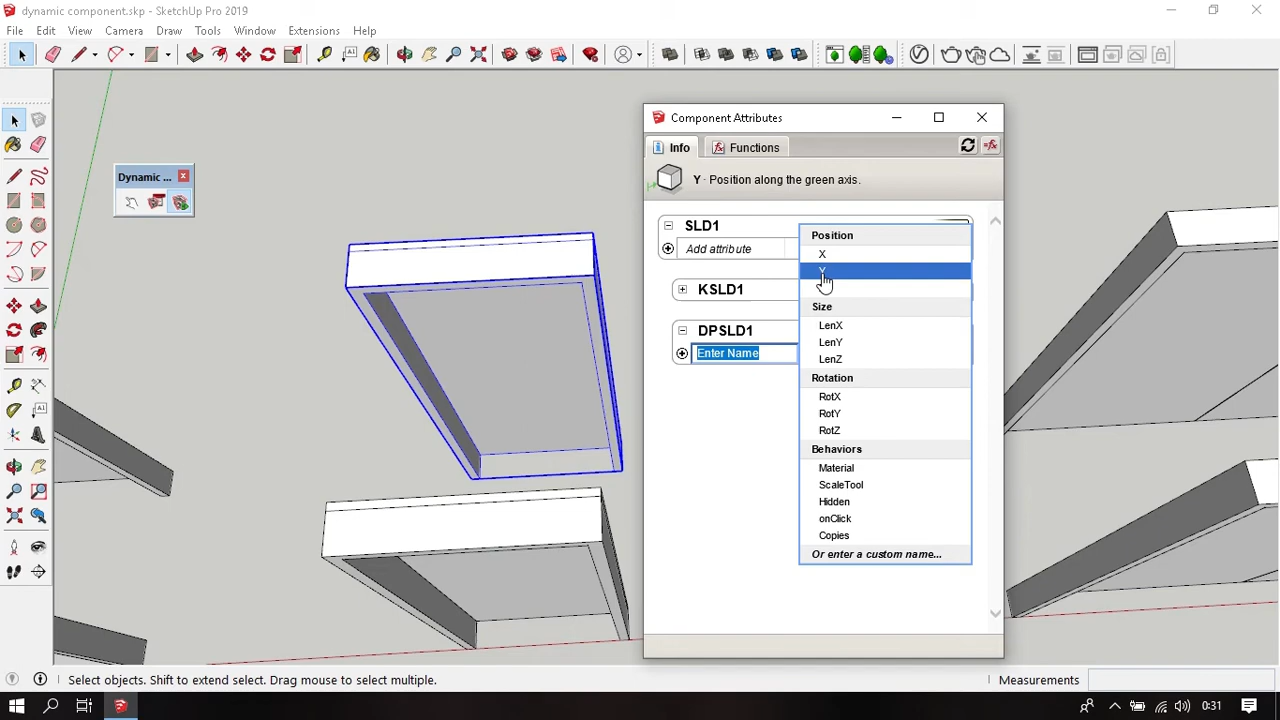 dynamic component.skp - SketchUp Pro 2019
File Edit View Camera Draw Tools Window Extensions Help
Component Attributes
Info Functions
Y - Position along the green axis.
Dynamic ...
SLD1
Add attribute
KSLD1
DPSLD1
Enter Name
Position
X
Y
Size
LenX
LenY
LenZ
Rotation
RotX
RotY
RotZ
Behaviors
Material
ScaleTool
Hidden
onClick
Copies
Or enter a custom name...
Select objects. Shift to extend select. Drag mouse to select multiple.
Measurements
0:31